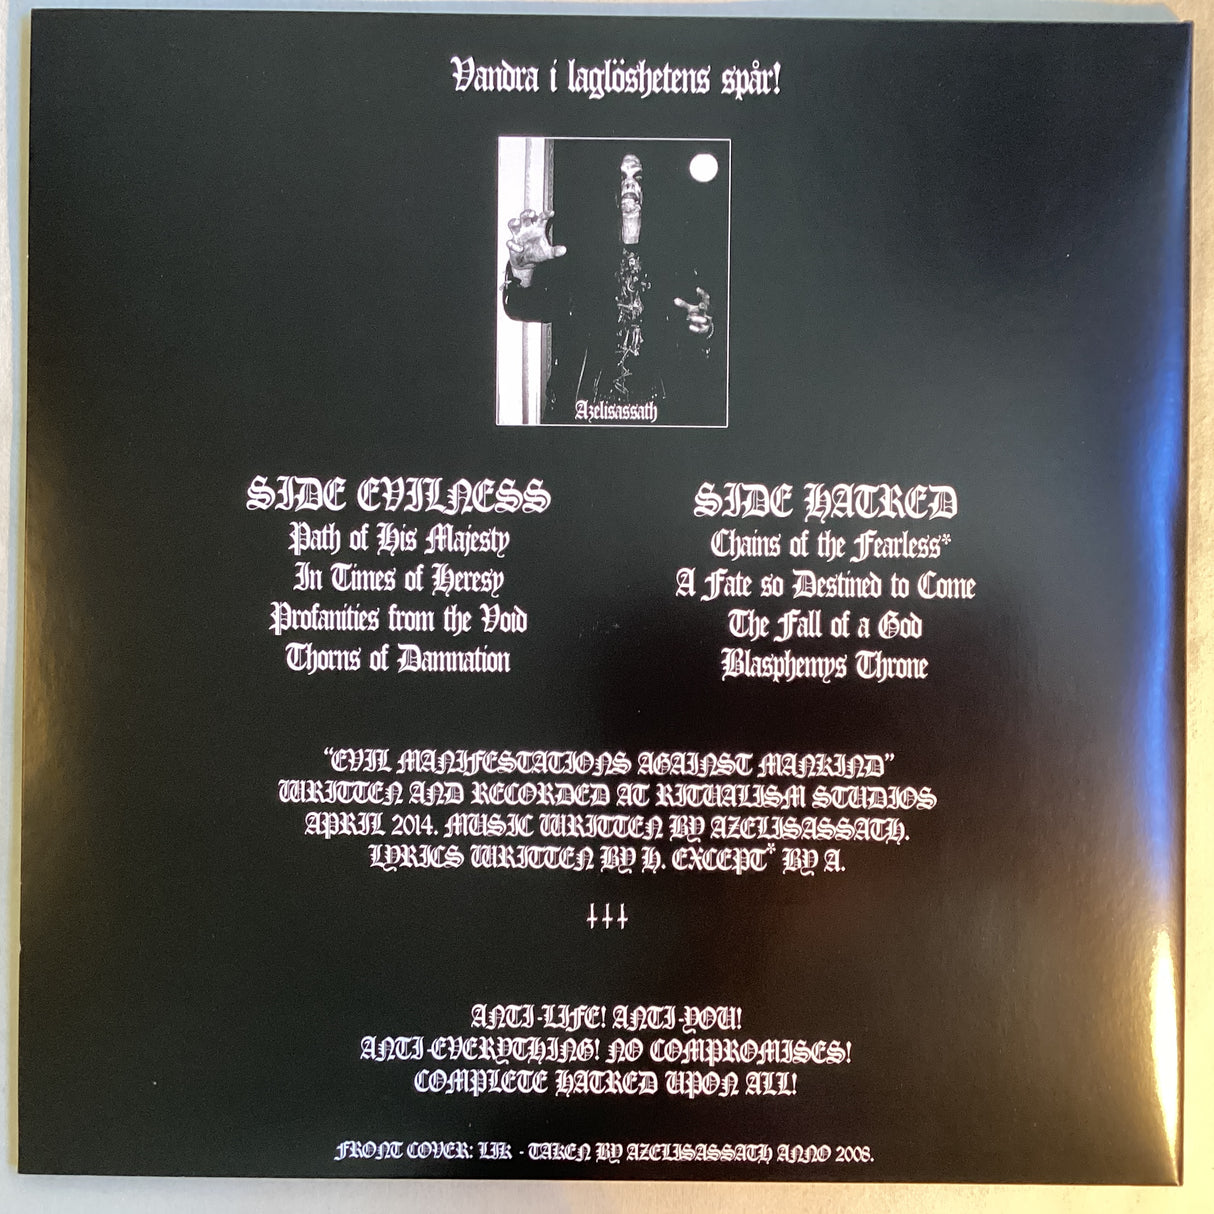 Vandra i laglöshetens spår!
Azelisassath
SIDE EVILNESS
Path of His Majesty
In Times of Heresy
Profanities from the Void
Thorns of Damnation
SIDE HATRED
Chains of the Fearless*
A Fate so Destined to Come
The Fall of a God
Blasphemys Throne
“EVIL MANIFESTATIONS AGAINST MANKIND”
WRITTEN AND RECORDED AT RITUALISM STUDIOS
APRIL 2014. MUSIC WRITTEN BY AZELISASSATH.
LYRICS WRITTEN BY H. EXCEPT* BY A.
ANTI-LIFE! ANTI-YOU!
ANTI-EVERYTHING! NO COMPROMISES!
COMPLETE HATRED UPON ALL!
FRONT COVER: LIK - TAKEN BY AZELISASSATH ANNO 2008.